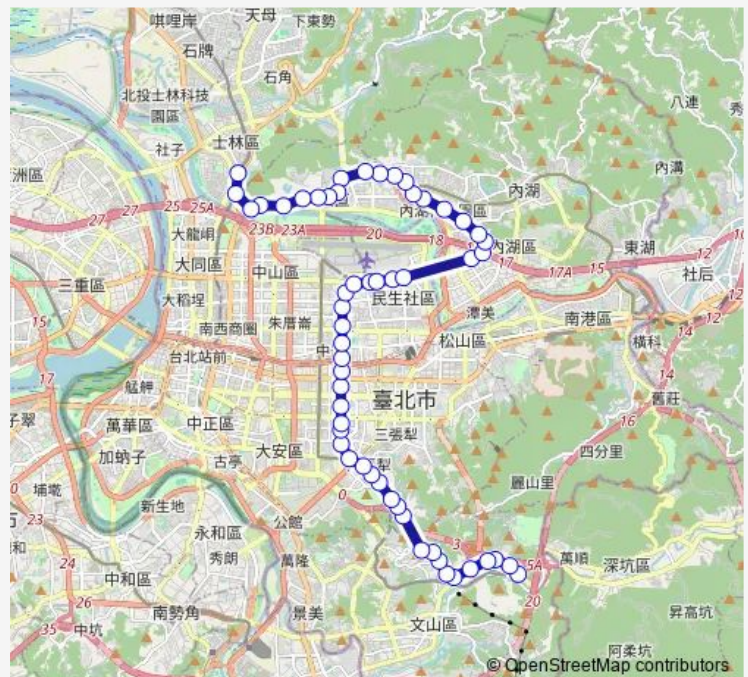 唭哩岸
天母
下東勢
石牌
石角
北投士林科技
園區
八連
社子
士林區
內溝
內湖
27
27
25
25A
23B
23A
20
18
17
17A
15
10
大龍峒
內湖區
東湖
12
大同區
中山區
社后
三重區
民生社區
大稻埕
潭美
南港區
12
15
朱厝崙
南西商圈
松山區
14
橫科
台北站前
17
14
艋舺
臺北市
舊莊
萬華區
中正區
三張犁
16
加蚋子
大安區
四分里
古亭
犁
麗山里
0
埔墘
新生地
0
公館
23
永和區
秀朗
萬隆
3
5A
萬順
深坑區
24
中和區
20
26
南勢角
景美
昇高坑
35
中坑
文山區
阿柔坑
© OpenStreetMap contributors